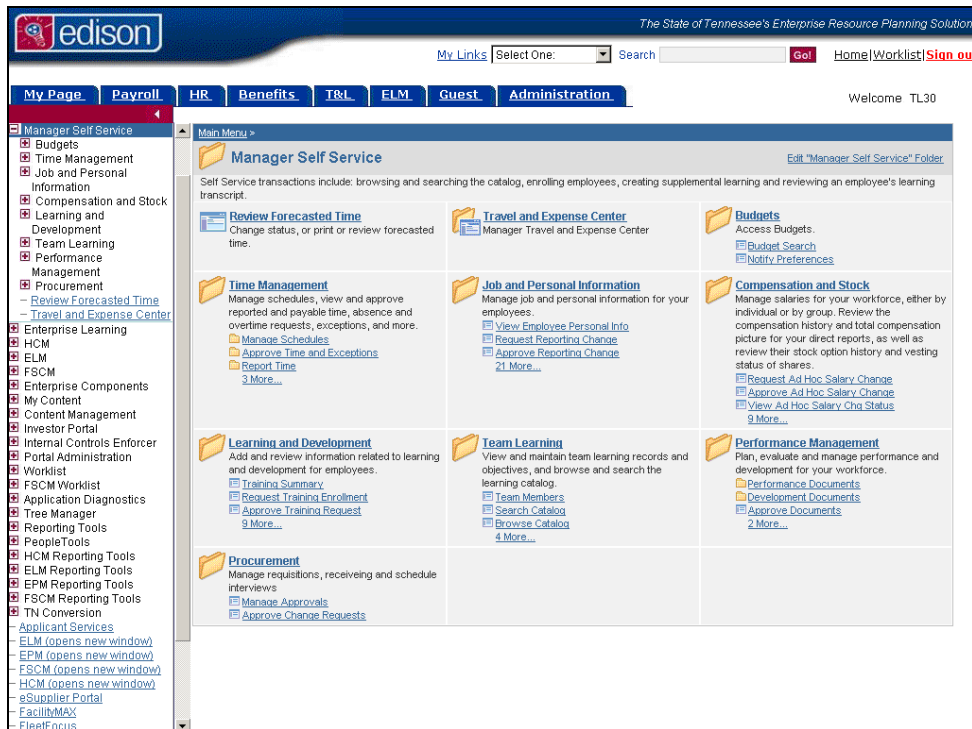 edison
The State of Tennessee's Enterprise Resource Planning Solution
My Links Select One: Search Go! Home|Worklist|Sign ou
My Page Payroll HR Benefits T&L ELM Guest Administration
Welcome TL30
Manager Self Service
Budgets
Time Management
Job and Personal
Information
Compensation and Stock
Learning and
Development
Team Learning
Performance
Management
Procurement
Review Forecasted Time
Travel and Expense Center
Enterprise Learning
HCM
ELM
FSCM
Enterprise Components
My Content
Content Management
Investor Portal
Internal Controls Enforcer
Portal Administration
Worklist
FSCM Worklist
Application Diagnostics
Tree Manager
Reporting Tools
PeopleTools
HCM Reporting Tools
ELM Reporting Tools
EPM Reporting Tools
FSCM Reporting Tools
TN Conversion
Applicant Services
ELM (opens new window)
EPM (opens new window)
FSCM (opens new window)
HCM (opens new window)
eSupplier Portal
FacilityMAX
FleetFocus
Main Menu >
Manager Self Service
Edit "Manager Self Service" Folder
Self Service transactions include: browsing and searching the catalog, enrolling employees, creating supplemental learning and reviewing an employee's learning
transcript.
Review Forecasted Time
Change status, or print or review forecasted
time.
Travel and Expense Center
Manager Travel and Expense Center
Budgets
Access Budgets.
Budget Search
Notify Preferences
Time Management
Manage schedules, view and approve
reported and payable time, absence and
overtime requests, exceptions, and more.
Manage Schedules
Approve Time and Exceptions
Report Time
3 More...
Job and Personal Information
Manage job and personal information for your
employees.
View Employee Personal Info
Request Reporting Change
Approve Reporting Change
21 More...
Compensation and Stock
Manage salaries for your workforce, either by
individual or by group. Review the
compensation history and total compensation
picture for your direct reports, as well as
review their stock option history and vesting
status of shares.
Request Ad Hoc Salary Change
Approve Ad Hoc Salary Change
View Ad Hoc Salary Chg Status
9 More...
Learning and Development
Add and review information related to learning
and development for employees.
Training Summary
Request Training Enrollment
Approve Training Request
9 More...
Team Learning
View and maintain team learning records and
objectives, and browse and search the
learning catalog.
Team Members
Search Catalog
Browse Catalog
4 More...
Performance Management
Plan, evaluate and manage performance and
development for your workforce.
Performance Documents
Development Documents
Approve Documents
2 More...
Procurement
Manage requisitions, receiveing and schedule
interviews
Manage Approvals
Approve Change Requests